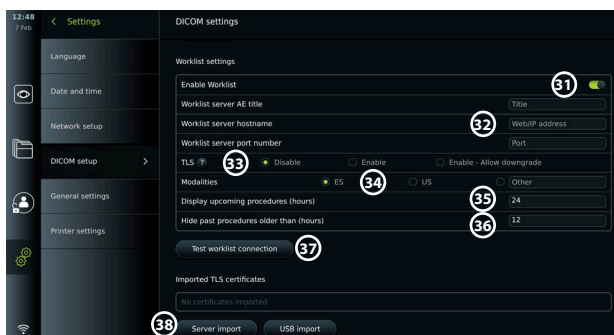 12:48
7 Feb
Settings
DICOM settings
Language
Date and time
Network setup
DICOM setup
General settings
Printer settings
Worklist settings
Enable Worklist 31
Worklist server AE title Title
Worklist server hostname 32 Web/IP address
Worklist server port number Port
TLS ? 33 Disable Enable Enable - Allow downgrade
Modalities ES 34 US Other
Display upcoming procedures (hours) 35 24
Hide past procedures older than (hours) 36 12
Test worklist connection 37
Imported TLS certificates
No certificates imported
38 Server import USB import